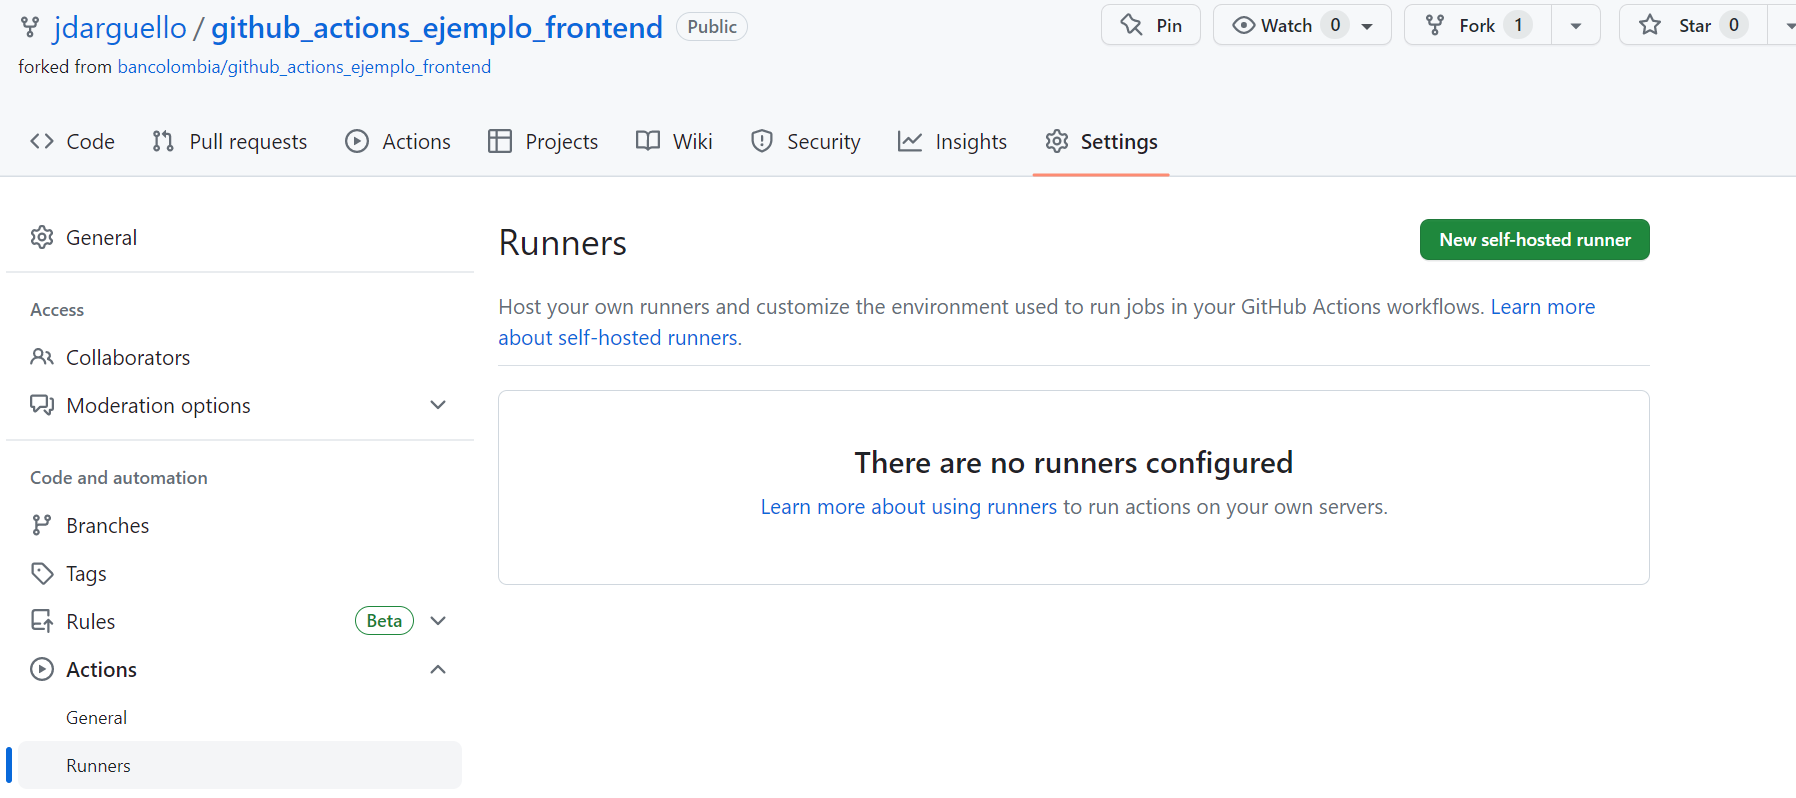 jdarguello / github_actions_ejemplo_frontend Public Pin Watch 0 Fork 1 Star 0
forked from bancolombia/github_actions_ejemplo_frontend
Code Pull requests Actions Projects Wiki Security Insights Settings
General
Access
Collaborators
Moderation options
Code and automation
Branches
Tags
Rules Beta
Actions
General
Runners
Runners New self-hosted runner
Host your own runners and customize the environment used to run jobs in your GitHub Actions workflows. Learn more
about self-hosted runners.
There are no runners configured
Learn more about using runners to run actions on your own servers.